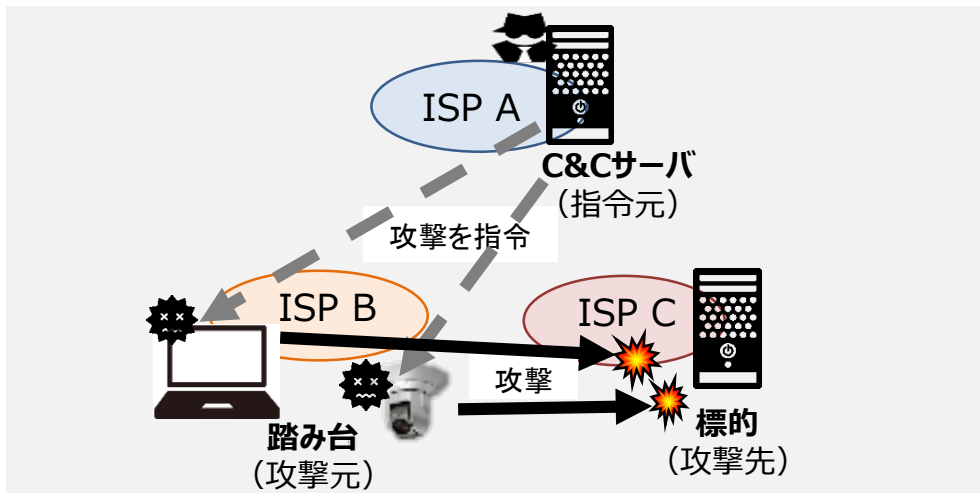 ISP A
C&Cサーバ
（指令元）
攻撃を指令
ISP B
ISP C
攻撃
踏み台
（攻撃元）
標的
（攻撃先）